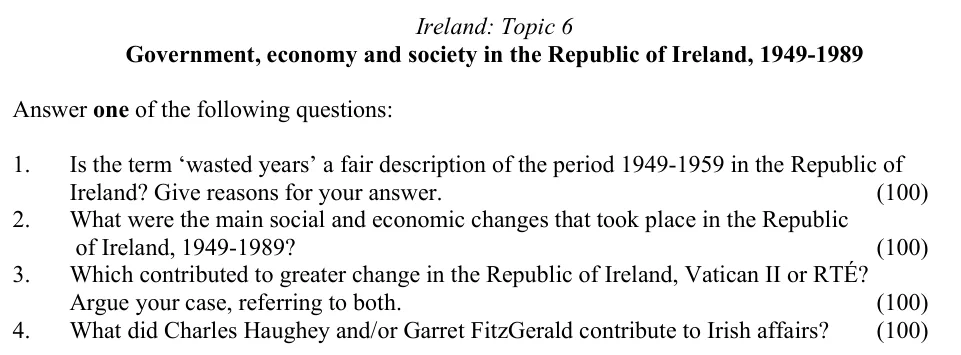 Ireland: Topic 6
Government, economy and society in the Republic of Ireland, 1949-1989
Answer one of the following questions:
1. Is the term ‘wasted years’ a fair description of the period 1949-1959 in the Republic of
Ireland? Give reasons for your answer. (100)
2. What were the main social and economic changes that took place in the Republic
of Ireland, 1949-1989? (100)
3. Which contributed to greater change in the Republic of Ireland, Vatican II or RTÉ?
Argue your case, referring to both. (100)
4. What did Charles Haughey and/or Garret FitzGerald contribute to Irish affairs? (100)